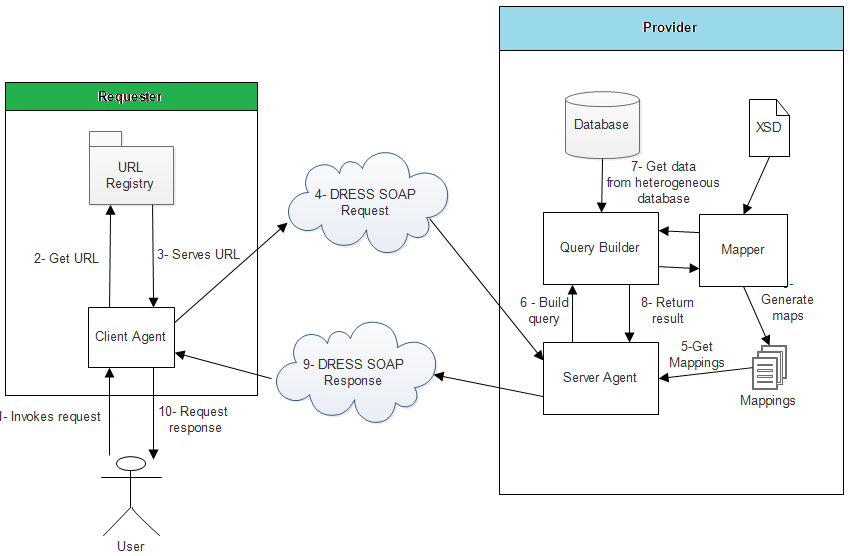 Provider
Requester
Database
XSD
URL
Registry
7- Get data
from heterogeneous
database
4- DRESS SOAP
Request
2- Get URL
3- Serves URL
Query Builder
Mapper
6 - Build
query
8- Return
result
Generate
maps
Client Agent
9- DRESS SOAP
Response
5-Get
Mappings
Server Agent
Mappings
- Invokes request
10- Request
response
User